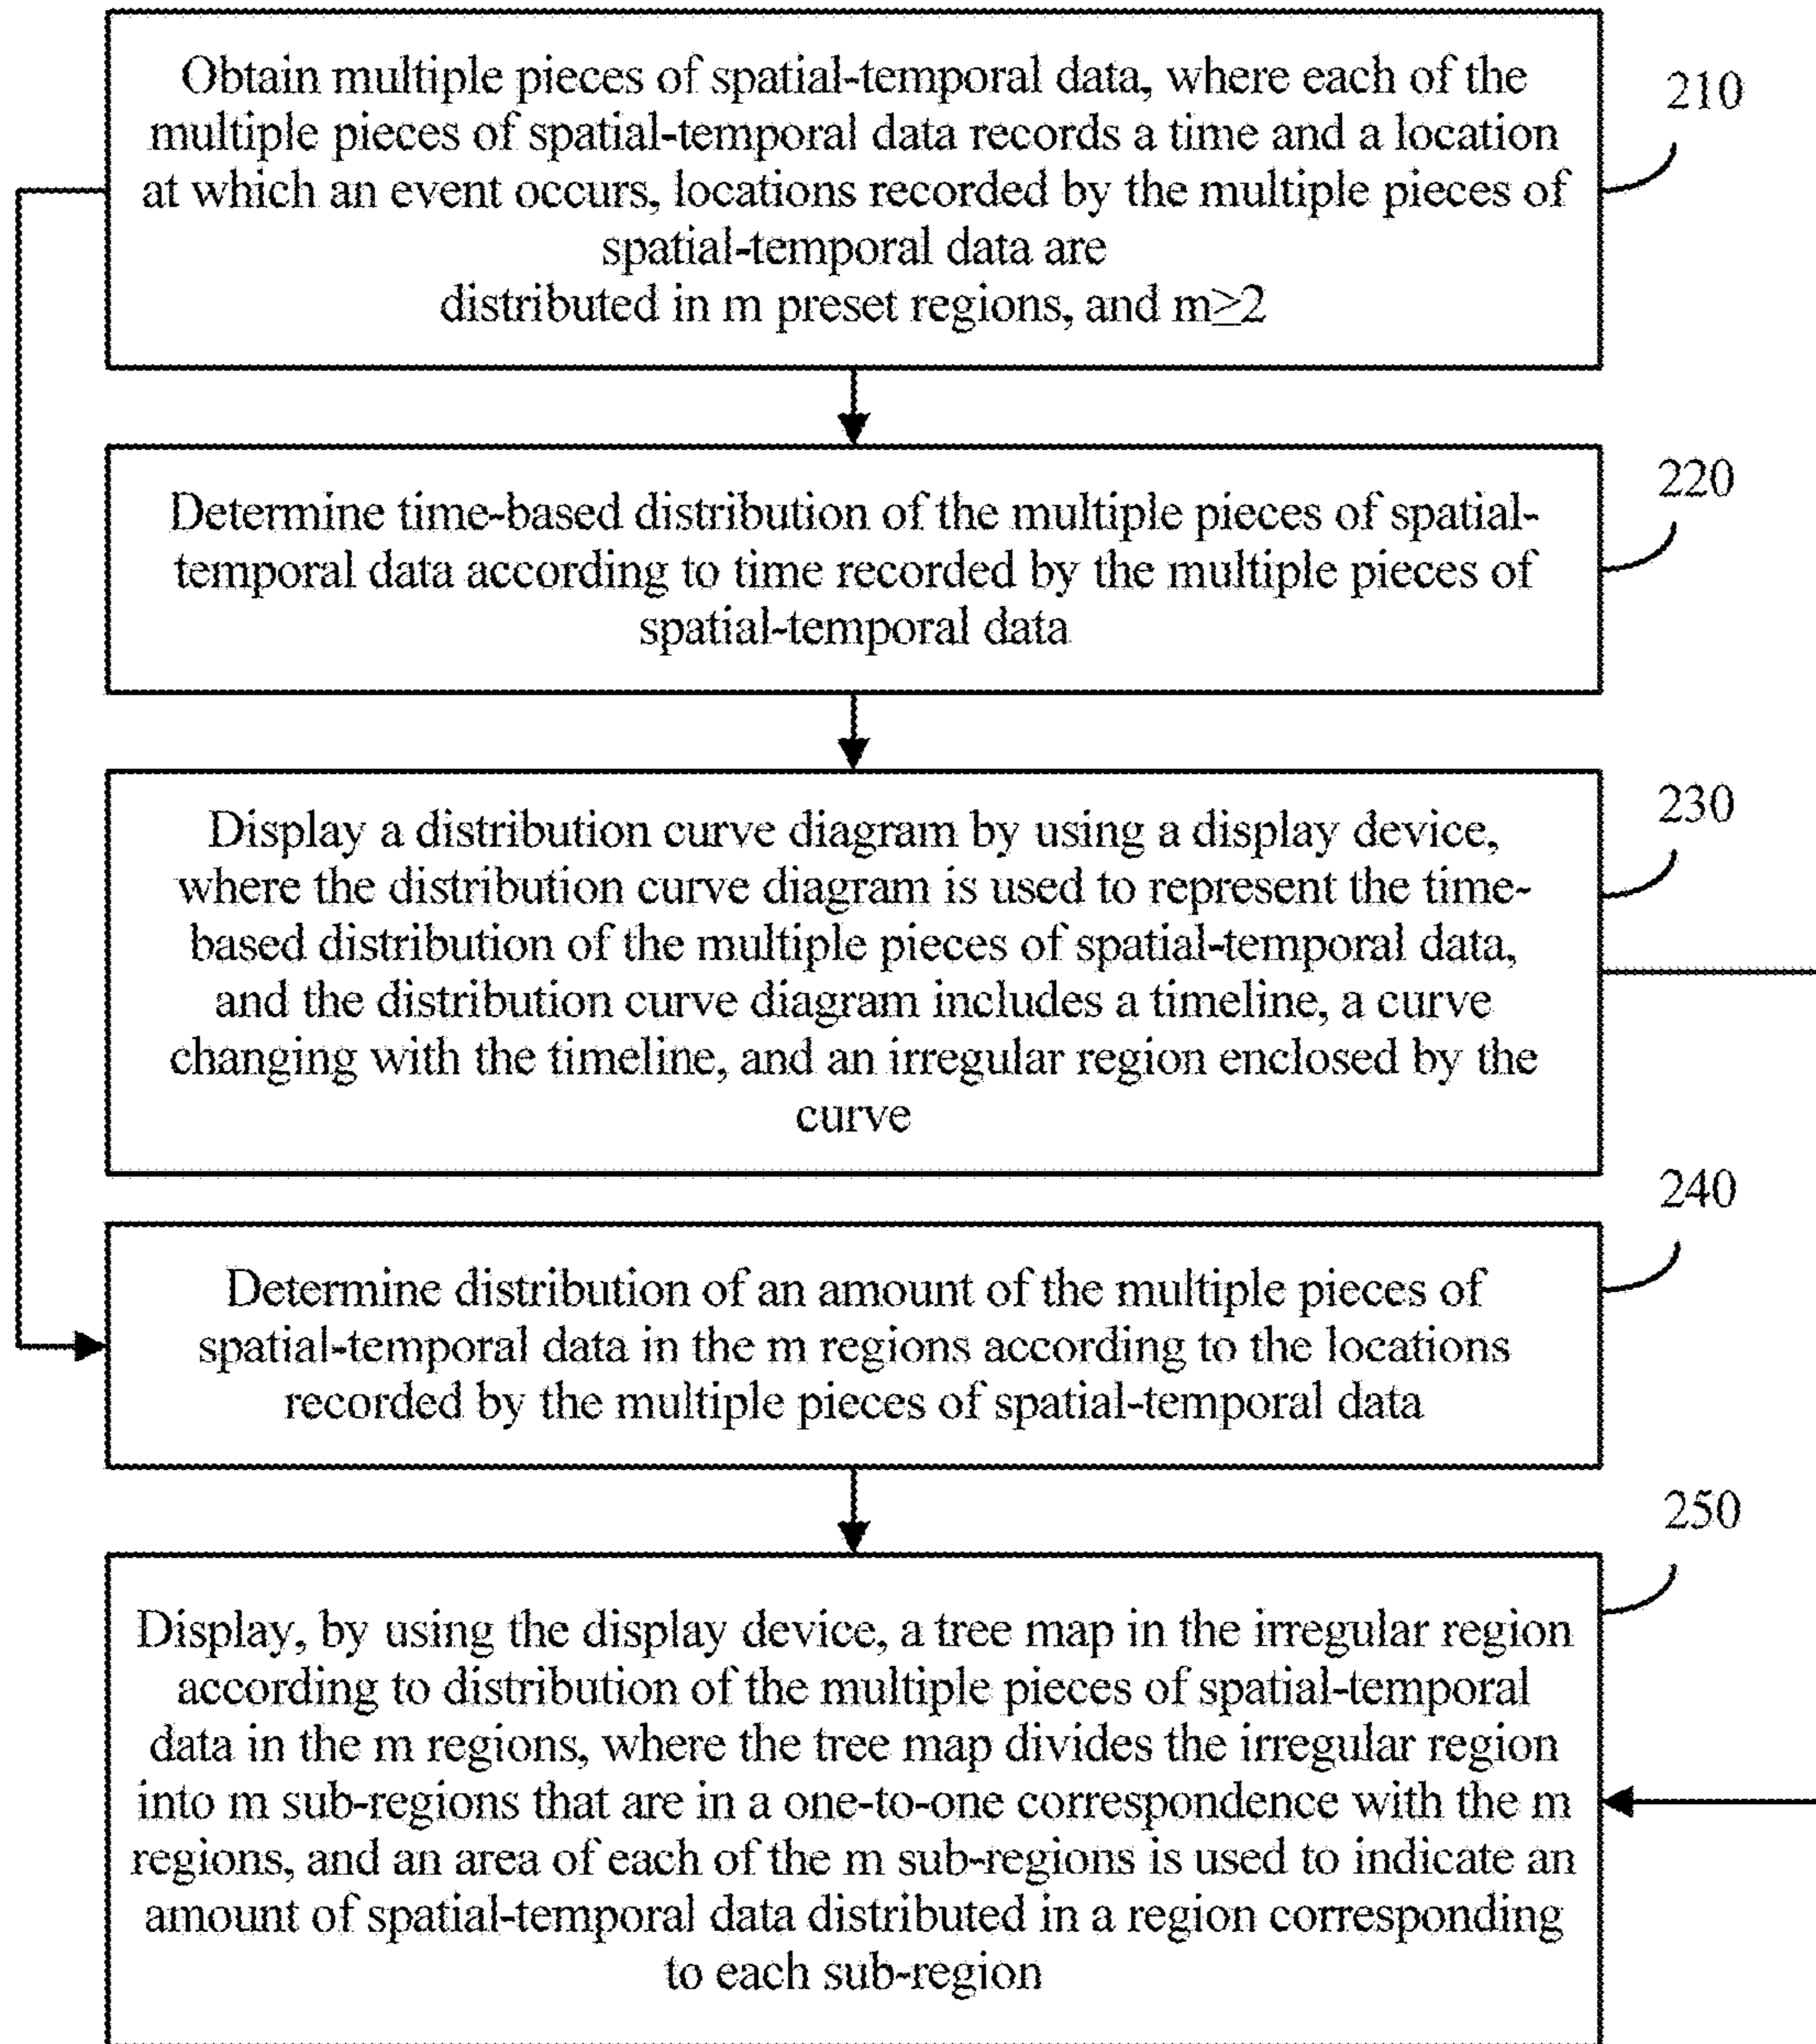 Obtain multiple pieces of spatial-temporal data, where each of the
multiple pieces of spatial-temporal data records a time and a location
at which an event occurs, locations recorded by the multiple pieces of
spatial-temporal data are
distributed in m preset regions, and m≥2
210
Determine time-based distribution of the multiple pieces of spatial-
temporal data according to time recorded by the multiple pieces of
spatial-temporal data
220
Display a distribution curve diagram by using a display device,
where the distribution curve diagram is used to represent the time-
based distribution of the multiple pieces of spatial-temporal data,
and the distribution curve diagram includes a timeline, a curve
changing with the timeline, and an irregular region enclosed by the
curve
230
Determine distribution of an amount of the multiple pieces of
spatial-temporal data in the m regions according to the locations
recorded by the multiple pieces of spatial-temporal data
240
Display, by using the display device, a tree map in the irregular region
according to distribution of the multiple pieces of spatial-temporal
data in the m regions, where the tree map divides the irregular region
into m sub-regions that are in a one-to-one correspondence with the m
regions, and an area of each of the m sub-regions is used to indicate an
amount of spatial-temporal data distributed in a region corresponding
to each sub-region
250